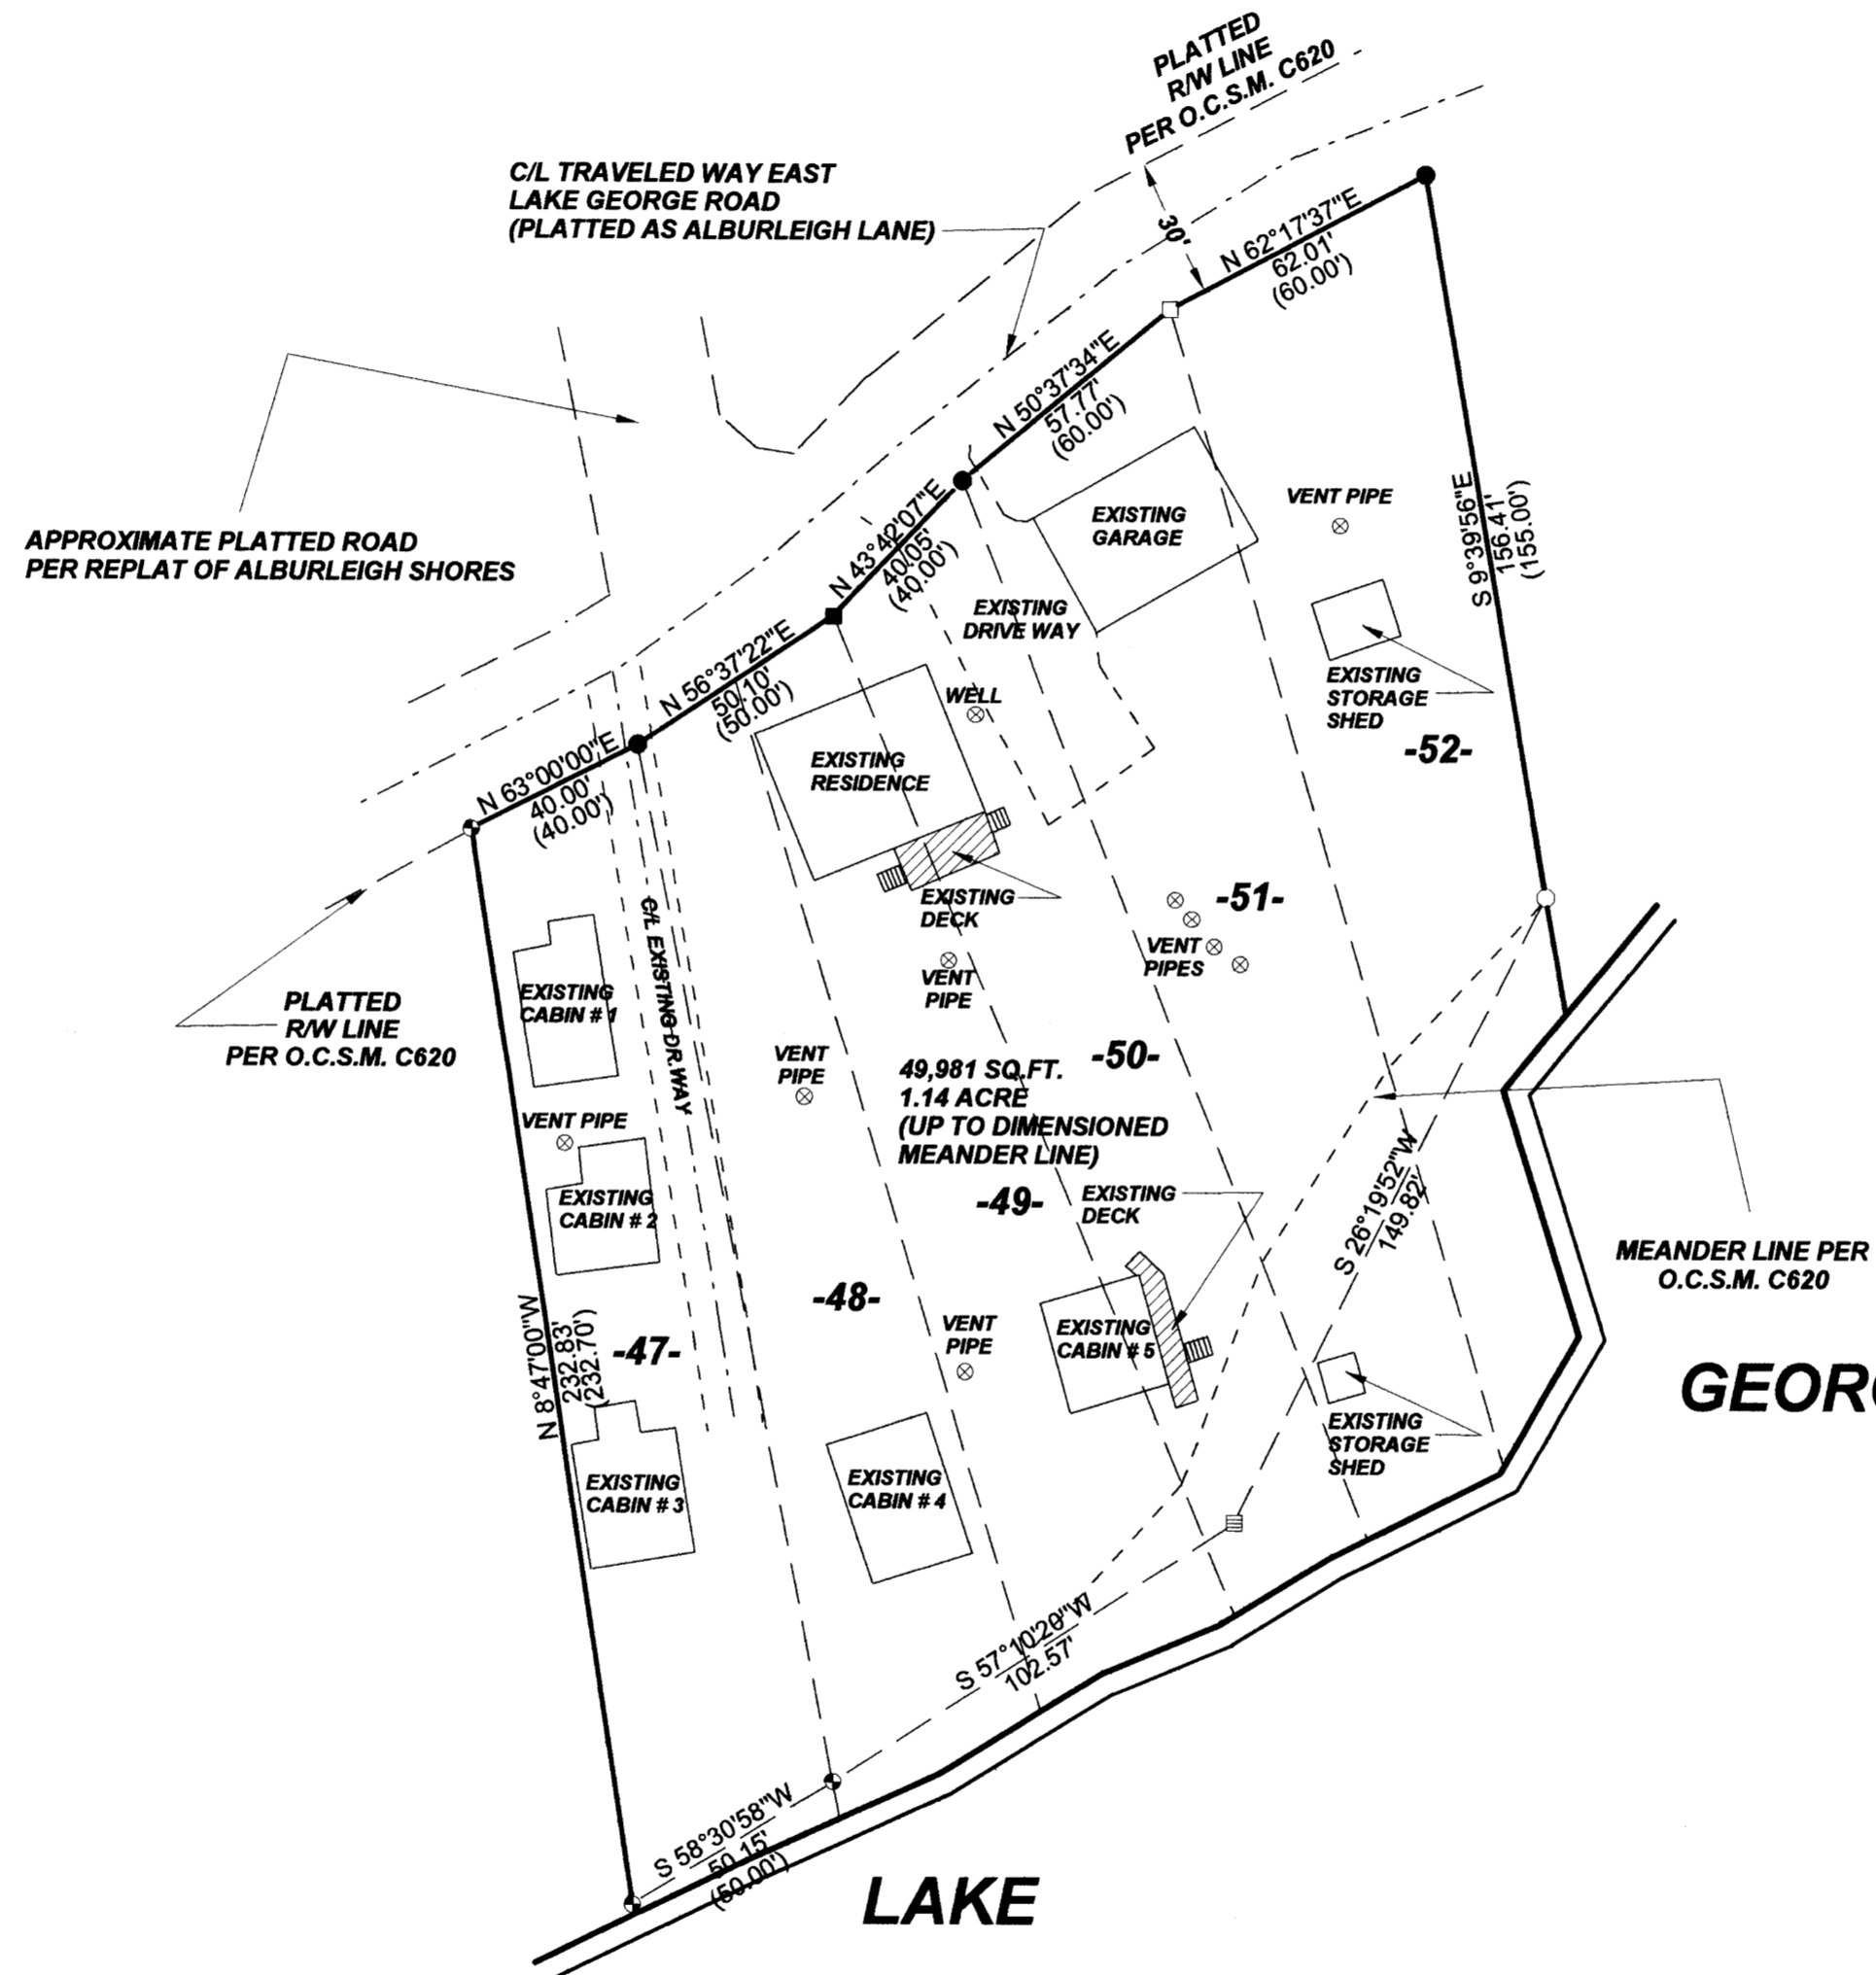 PLATTED
R/W LINE
PER O.C.S.M. C620
C/L TRAVELED WAY EAST
LAKE GEORGE ROAD
(PLATTED AS ALBURLEIGH LANE)
30'
N 62°17'37"E
62.01'
(60.00')
N 50°37'34"E
57.77'
(60.00')
APPROXIMATE PLATTED ROAD
PER REPLAT OF ALBURLEIGH SHORES
N 43°42'07"E
40.05'
(40.00')
EXISTING
GARAGE
VENT PIPE
S 9°39'56"E
156.41'
(155.00')
EXISTING
DRIVE WAY
N 56°37'22"E
50.10'
(50.00')
WELL
EXISTING
STORAGE
SHED
-52-
N 63°00'00"E
40.00'
(40.00')
EXISTING
RESIDENCE
EXISTING
DECK
-51-
VENT
PIPES
VENT
PIPE
C/L EXISTING DR.WAY
EXISTING
CABIN # 1
PLATTED
R/W LINE
PER O.C.S.M. C620
VENT
PIPE
-50-
49,981 SQ.FT.
1.14 ACRE
(UP TO DIMENSIONED
MEANDER LINE)
VENT PIPE
EXISTING
CABIN # 2
-49-
EXISTING
DECK
S 26°19'52"W
149.82'
MEANDER LINE PER
O.C.S.M. C620
-48-
N 8°47'00"W
232.83'
(232.70')
-47-
VENT
PIPE
EXISTING
CABIN # 5
EXISTING
STORAGE
SHED
EXISTING
CABIN # 3
EXISTING
CABIN # 4
S 57°10'20"W
102.57'
S 58°30'58"W
50.15'
(50.00')
LAKE